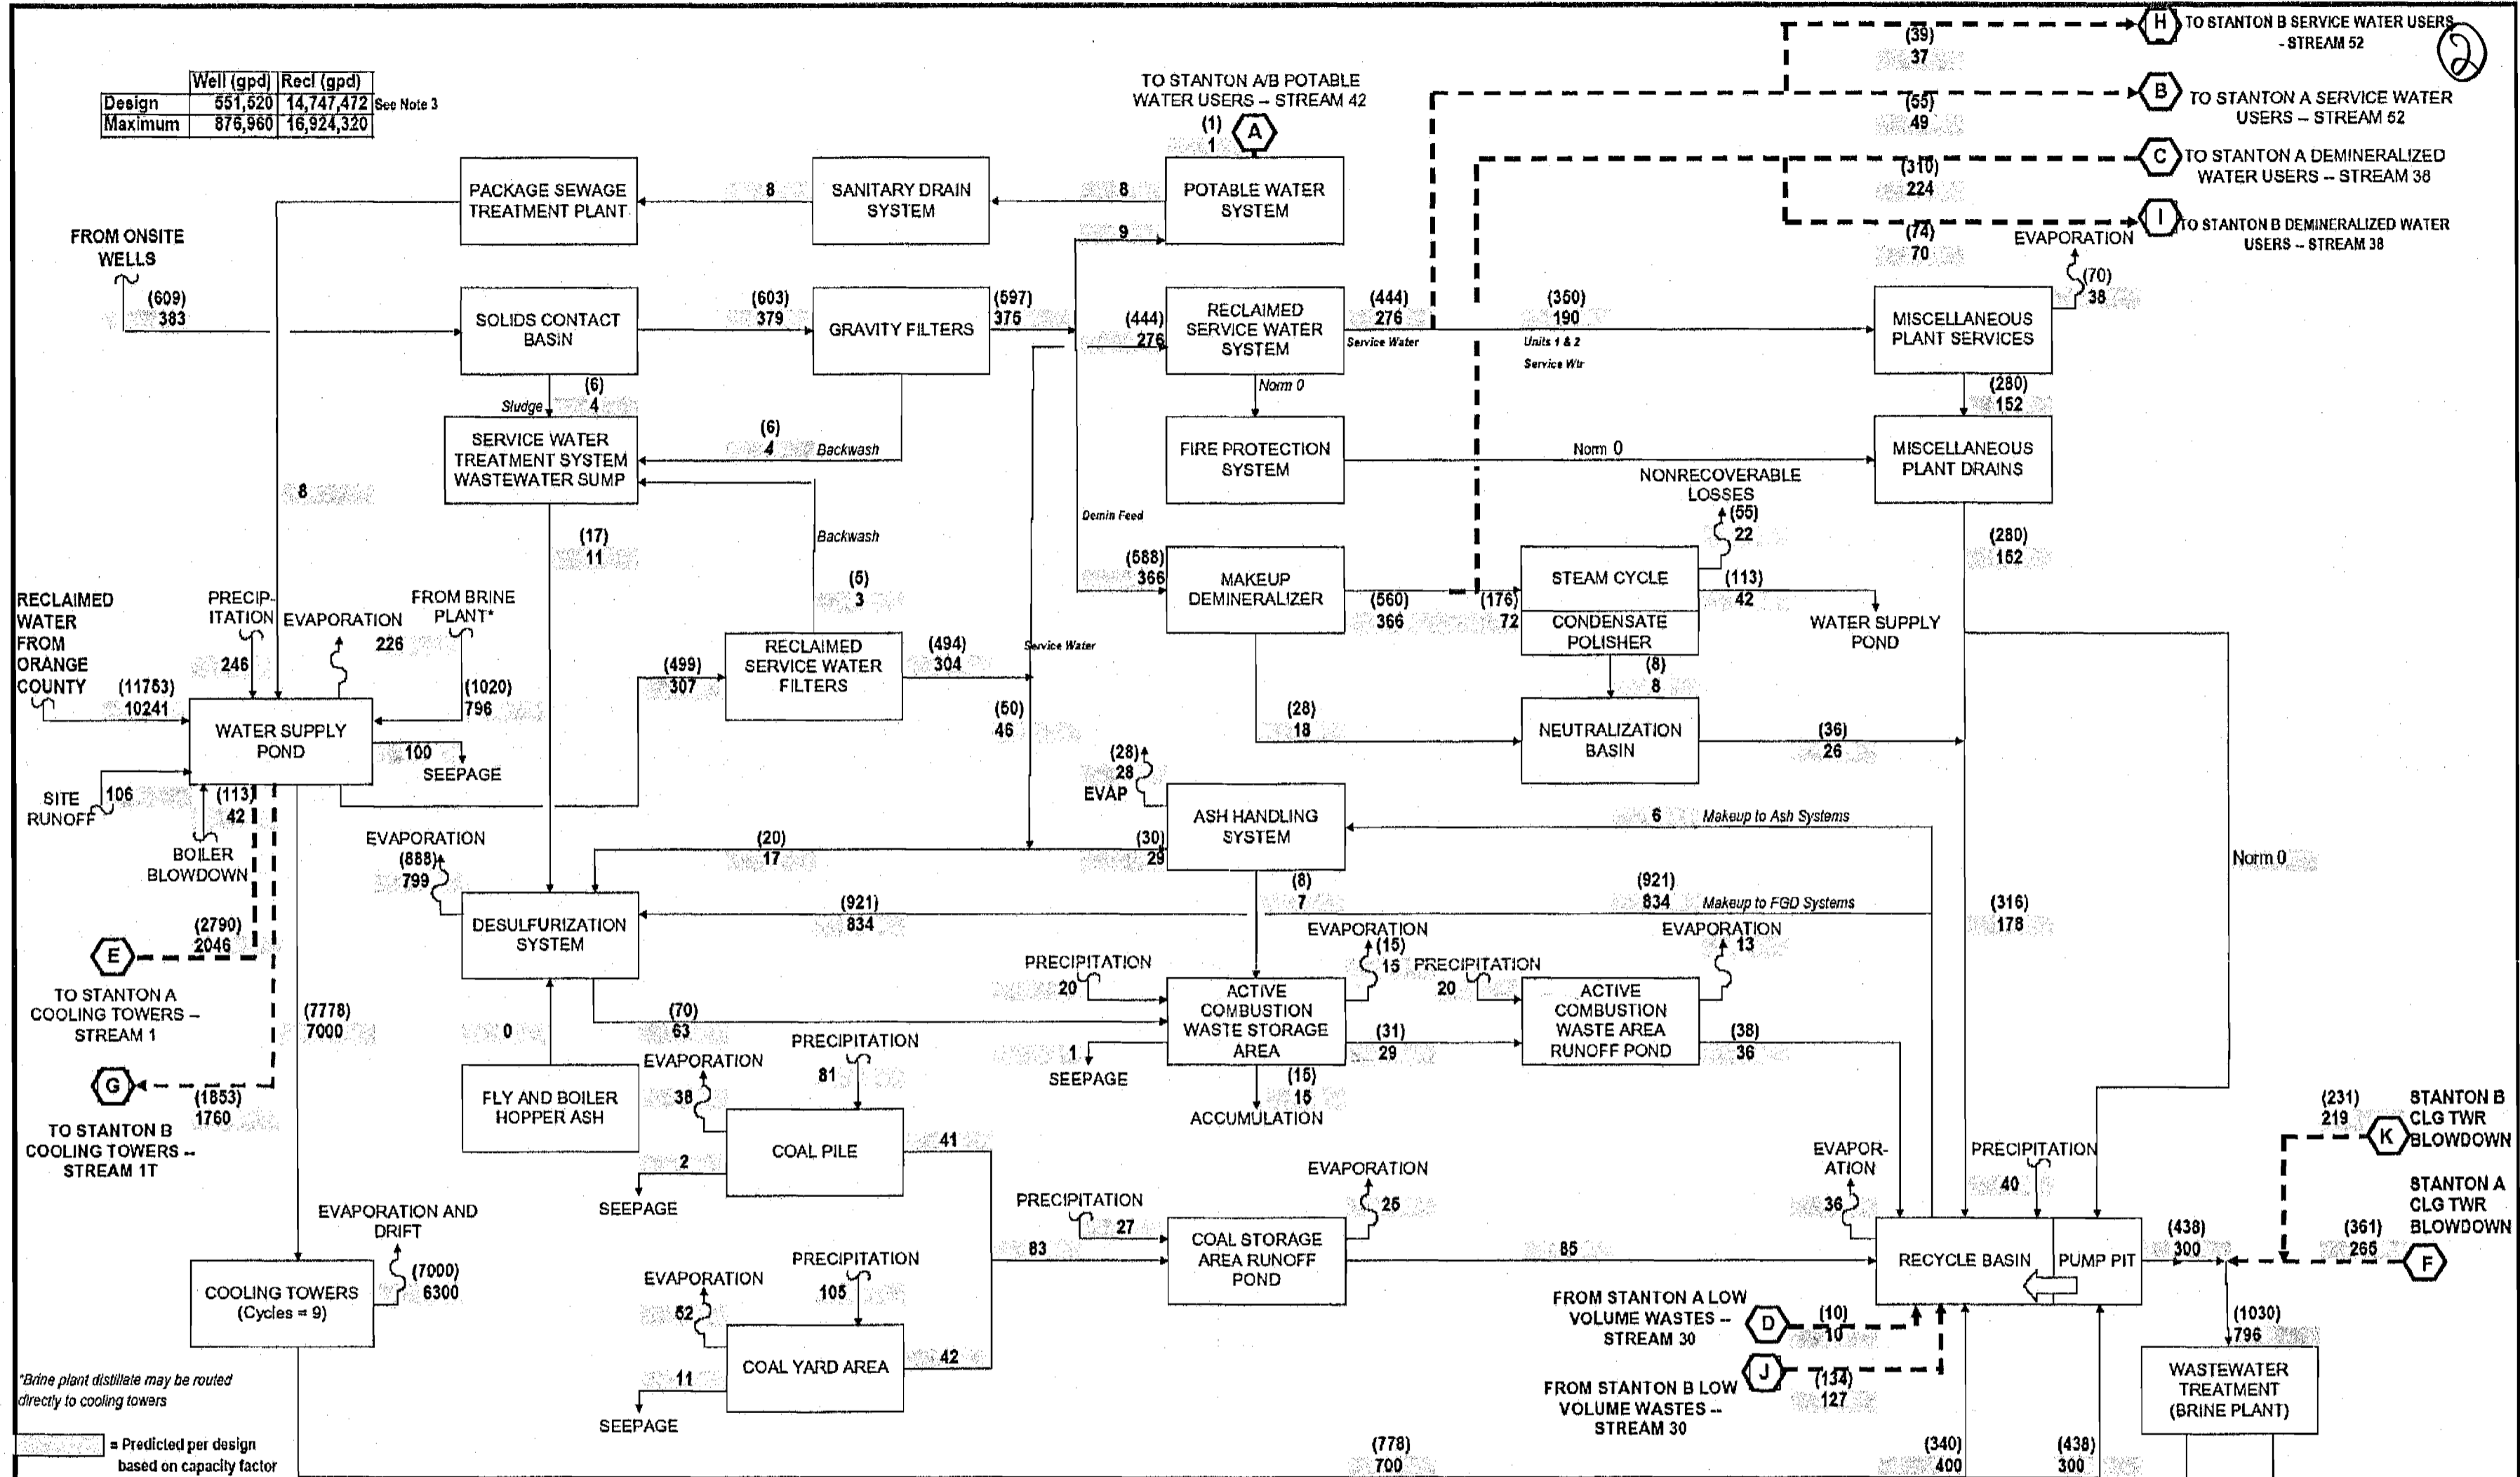 TO STANTON B SERVICE WATER USERS
- STREAM 52
2
(39)
37
H
B
TO STANTON A SERVICE WATER
USERS -- STREAM 52
(55)
49
C
TO STANTON A DEMINERALIZED
WATER USERS -- STREAM 38
(310)
224
I
TO STANTON B DEMINERALIZED WATER
USERS -- STREAM 38
(74)
70
Well (gpd) Recl (gpd)
Design 551,520 14,747,472 See Note 3
Maximum 876,960 16,924,320
TO STANTON A/B POTABLE
WATER USERS -- STREAM 42
(1)
1
A
PACKAGE SEWAGE
TREATMENT PLANT
8
SANITARY DRAIN
SYSTEM
8
POTABLE WATER
SYSTEM
9
FROM ONSITE
WELLS
(609)
383
SOLIDS CONTACT
BASIN
(603)
379
GRAVITY FILTERS
(597)
375
(444)
276
RECLAIMED
SERVICE WATER
SYSTEM
(444)
276
Service Water
(350)
190
Units 1 & 2
Service Wtr
MISCELLANEOUS
PLANT SERVICES
EVAPORATION
(70)
38
(280)
152
Sludge
(6)
4
SERVICE WATER
TREATMENT SYSTEM
WASTEWATER SUMP
(6)
4
Backwash
Norm 0
FIRE PROTECTION
SYSTEM
Norm 0
MISCELLANEOUS
PLANT DRAINS
8
(17)
11
Backwash
(5)
3
Demin Feed
(588)
366
MAKEUP
DEMINERALIZER
(560)
366
(176)
72
STEAM CYCLE
CONDENSATE
POLISHER
NONRECOVERABLE
LOSSES
(55)
22
(113)
42
WATER SUPPLY
POND
(280)
152
RECLAIMED
WATER
FROM
ORANGE
COUNTY
(11753)
10241
PRECIP-
ITATION
246
EVAPORATION
226
FROM BRINE
PLANT*
(1020)
796
WATER SUPPLY
POND
100
SEEPAGE
(499)
307
RECLAIMED
SERVICE WATER
FILTERS
(494)
304
Service Water
(50)
46
(28)
18
(8)
8
NEUTRALIZATION
BASIN
(36)
26
SITE
RUNOFF
106
(113)
42
BOILER
BLOWDOWN
(28)
28
EVAP
ASH HANDLING
SYSTEM
6
Makeup to Ash Systems
(20)
17
(30)
29
EVAPORATION
(888)
799
DESULFURIZATION
SYSTEM
(921)
834
(8)
7
(921)
834
Makeup to FGD Systems
(316)
178
Norm 0
E
(2790)
2046
TO STANTON A
COOLING TOWERS --
STREAM 1
(7778)
7000
0
(70)
63
FLY AND BOILER
HOPPER ASH
PRECIPITATION
20
ACTIVE
COMBUSTION
WASTE STORAGE
AREA
EVAPORATION
(15)
15
1
SEEPAGE
(31)
29
(15)
15
ACCUMULATION
PRECIPITATION
20
ACTIVE
COMBUSTION
WASTE AREA
RUNOFF POND
EVAPORATION
13
(38)
36
G
(1853)
1760
TO STANTON B
COOLING TOWERS --
STREAM 1T
EVAPORATION
38
PRECIPITATION
81
COAL PILE
2
SEEPAGE
41
(231)
219
K
STANTON B
CLG TWR
BLOWDOWN
STANTON A
CLG TWR
BLOWDOWN
(361)
265
F
EVAPORATION AND
DRIFT
(7000)
6300
COOLING TOWERS
(Cycles = 9)
EVAPORATION
52
PRECIPITATION
105
COAL YARD AREA
11
SEEPAGE
42
83
PRECIPITATION
27
COAL STORAGE
AREA RUNOFF
POND
EVAPORATION
25
85
EVAPOR-
ATION
36
PRECIPITATION
40
RECYCLE BASIN
PUMP PIT
(438)
300
(1030)
796
WASTEWATER
TREATMENT
(BRINE PLANT)
FROM STANTON A LOW
VOLUME WASTES --
STREAM 30
D
(10)
10
FROM STANTON B LOW
VOLUME WASTES --
STREAM 30
J
(134)
127
*Brine plant distillate may be routed
directly to cooling towers
= Predicted per design
based on capacity factor
(778)
700
(340)
400
(438)
300